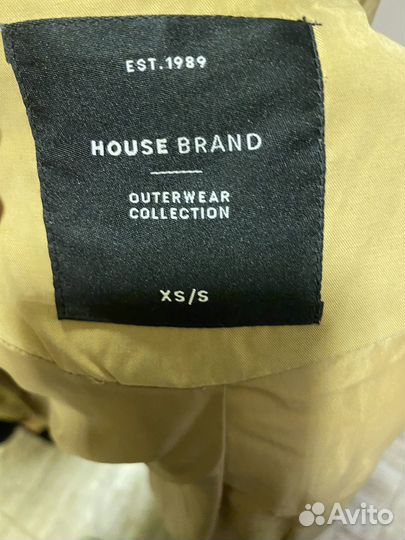 EST.1989
HOUSE BRAND
OUTERWEAR
COLLECTION
XS/S
Avito